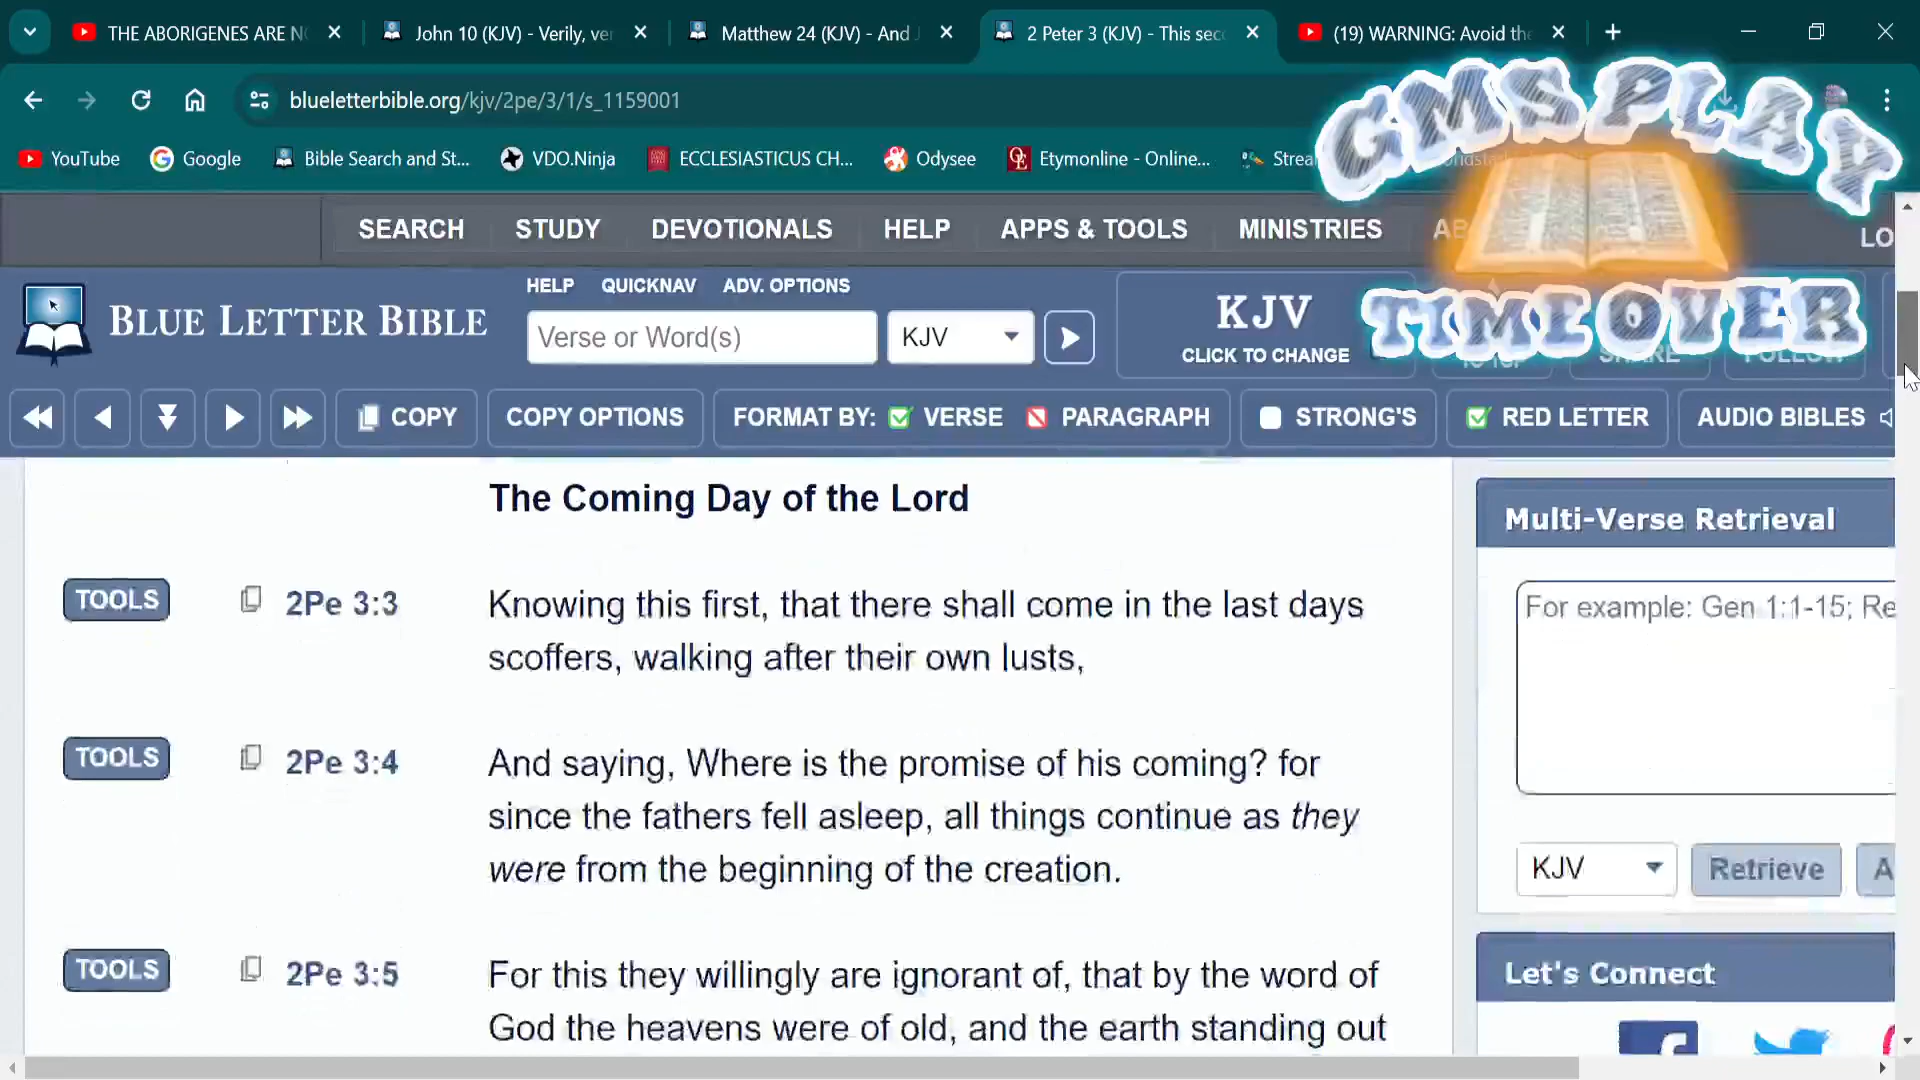 THE ABORIGENES ARE N
John 10 (KJV) - Verily, ve
Matthew 24 (KJV) - And
2 Peter 3 (KJV) - This sec
(19) WARNING: Avoid the
blueletterbible.org/kjv/2pe/3/1/s_1159001
YouTube
Google
Bible Search and St...
VDO.Ninja
ECCLESIASTICUS CH...
Odysee
Etymonline - Online...
Strea
GMS PLAY
TIME OVER
SEARCH
STUDY
DEVOTIONALS
HELP
APPS & TOOLS
MINISTRIES
AB
LO
BLUE LETTER BIBLE
HELP
QUICKNAV
ADV. OPTIONS
Verse or Word(s)
KJV
KJV
CLICK TO CHANGE
SHARE
FOLLOW
COPY
COPY OPTIONS
FORMAT BY:
VERSE
PARAGRAPH
STRONG'S
RED LETTER
AUDIO BIBLES
The Coming Day of the Lord
TOOLS
2Pe 3:3
Knowing this first, that there shall come in the last days
scoffers, walking after their own lusts,
TOOLS
2Pe 3:4
And saying, Where is the promise of his coming? for
since the fathers fell asleep, all things continue as they
were from the beginning of the creation.
TOOLS
2Pe 3:5
For this they willingly are ignorant of, that by the word of
God the heavens were of old, and the earth standing out
Multi-Verse Retrieval
For example: Gen 1:1-15; Re
KJV
Retrieve
A
Let's Connect